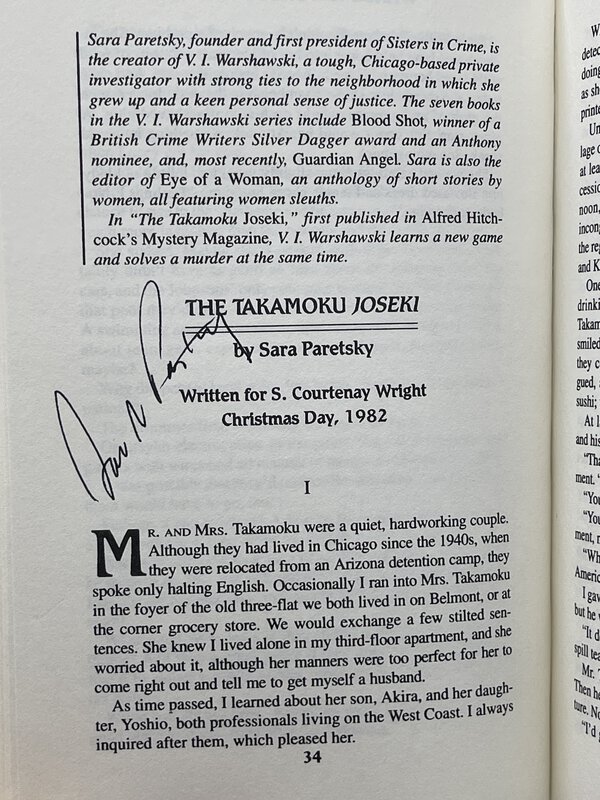 Sara Paretsky, founder and first president of Sisters in Crime, is
the creator of V. I. Warshawski, a tough, Chicago-based private
investigator with strong ties to the neighborhood in which she
grew up and a keen personal sense of justice. The seven books
in the V. I. Warshawski series include Blood Shot, winner of a
British Crime Writers Silver Dagger award and an Anthony
nominee, and, most recently, Guardian Angel. Sara is also the
editor of Eye of a Woman, an anthology of short stories by
women, all featuring women sleuths.
In "The Takamoku Joseki," first published in Alfred Hitch-
cock's Mystery Magazine, V. I. Warshawski learns a new game
and solves a murder at the same time.
THE TAKAMOKU JOSEKI
by Sara Paretsky
Written for S. Courtenay Wright
Christmas Day, 1982
Sara N Paretsky
I
MR. AND MRS. Takamoku were a quiet, hardworking couple.
Although they had lived in Chicago since the 1940s, when
they were relocated from an Arizona detention camp, they
spoke only halting English. Occasionally I ran into Mrs. Takamoku
in the foyer of the old three-flat we both lived in on Belmont, or at
the corner grocery store. We would exchange a few stilted sen-
tences. She knew I lived alone in my third-floor apartment, and she
worried about it, although her manners were too perfect for her to
come right out and tell me to get myself a husband.
As time passed, I learned about her son, Akira, and her daugh-
ter, Yoshio, both professionals living on the West Coast. I always
inquired after them, which pleased her.
34